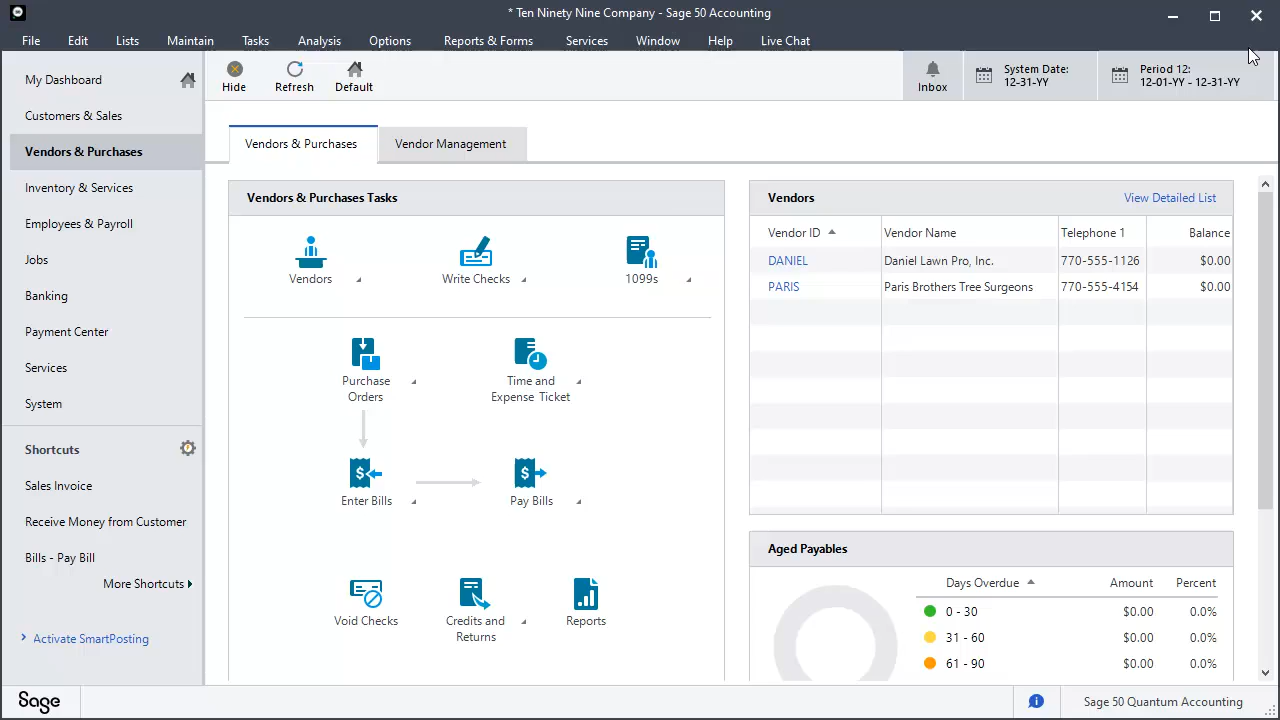 * Ten Ninety Nine Company - Sage 50 Accounting
File Edit Lists Maintain Tasks Analysis Options Reports & Forms Services Window Help Live Chat
My Dashboard
Customers & Sales
Vendors & Purchases
Inventory & Services
Employees & Payroll
Jobs
Banking
Payment Center
Services
System
Shortcuts
Sales Invoice
Receive Money from Customer
Bills - Pay Bill
More Shortcuts
Activate SmartPosting
Hide Refresh Default
Inbox
System Date:
12-31-YY
Period 12:
12-01-YY - 12-31-YY
Vendors & Purchases Vendor Management
Vendors & Purchases Tasks
Vendors Write Checks 1099s
Purchase
Orders
Time and
Expense Ticket
$ $
Enter Bills Pay Bills
Void Checks
Credits and
Returns
Reports
Vendors View Detailed List
Vendor ID Vendor Name Telephone 1 Balance
DANIEL Daniel Lawn Pro, Inc. 770-555-1126 $0.00
PARIS Paris Brothers Tree Surgeons 770-555-4154 $0.00
Aged Payables
Days Overdue Amount Percent
0 - 30 $0.00 0.0%
31 - 60 $0.00 0.0%
61 - 90 $0.00 0.0%
Sage
Sage 50 Quantum Accounting